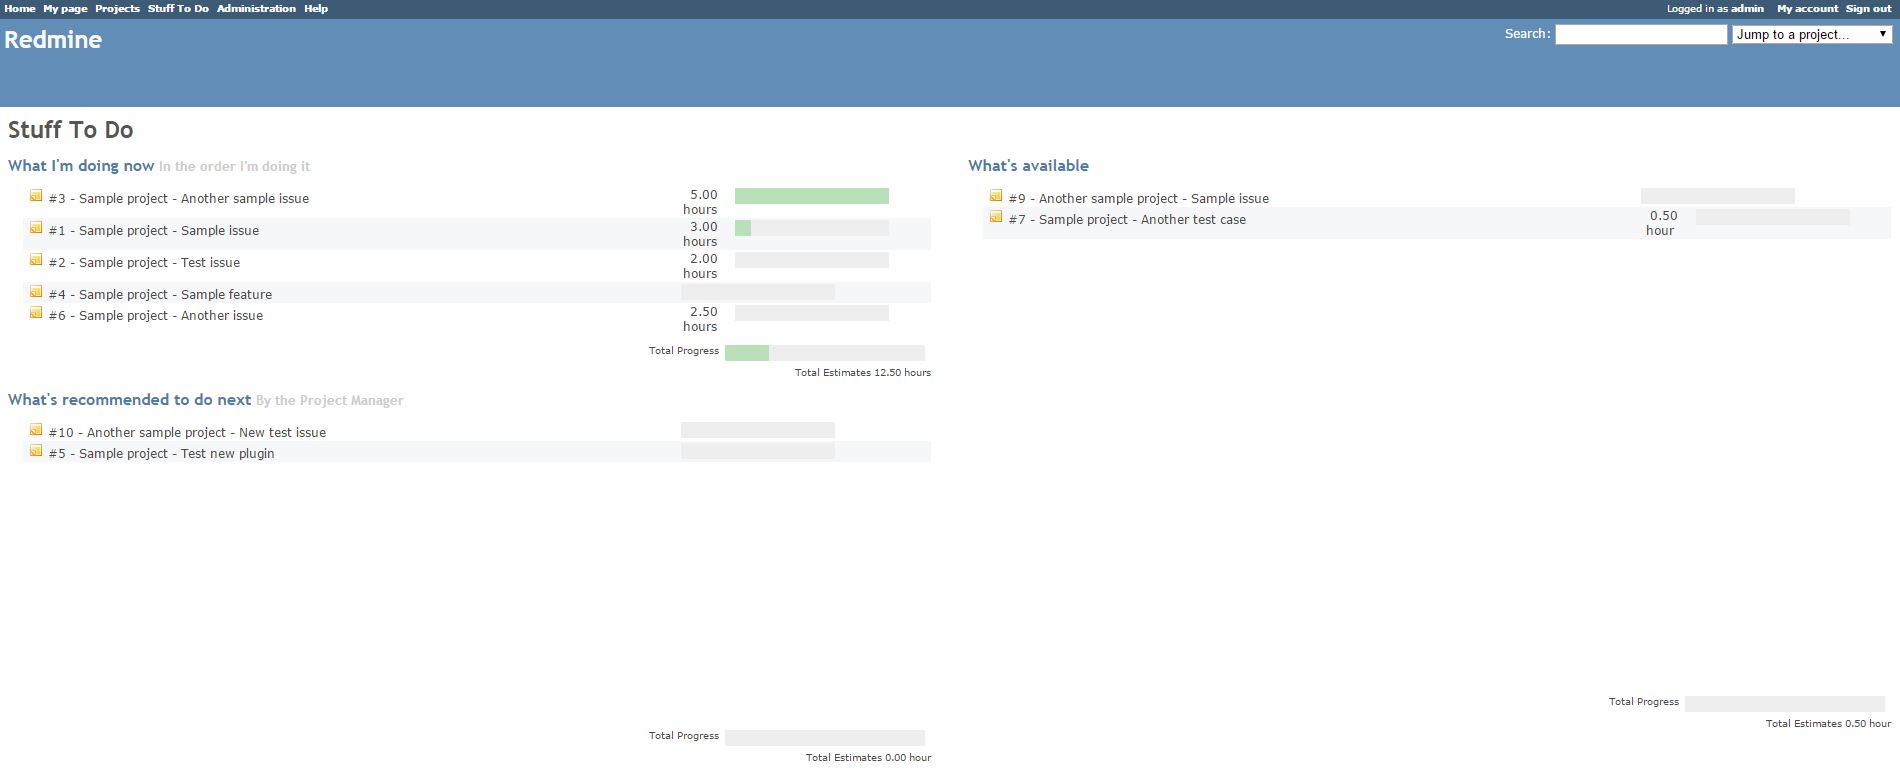 Home My page Projects Stuff To Do Administration Help
Logged in as admin My account Sign out
Redmine
Search:
Jump to a project...
Stuff To Do
What I'm doing now In the order I'm doing it
#3 - Sample project - Another sample issue
5.00
hours
#1 - Sample project - Sample issue
3.00
hours
#2 - Sample project - Test issue
2.00
hours
#4 - Sample project - Sample feature
#6 - Sample project - Another issue
2.50
hours
Total Progress
Total Estimates 12.50 hours
What's recommended to do next By the Project Manager
#10 - Another sample project - New test issue
#5 - Sample project - Test new plugin
Total Progress
Total Estimates 0.00 hour
What's available
#9 - Another sample project - Sample issue
#7 - Sample project - Another test case
0.50
hour
Total Progress
Total Estimates 0.50 hour